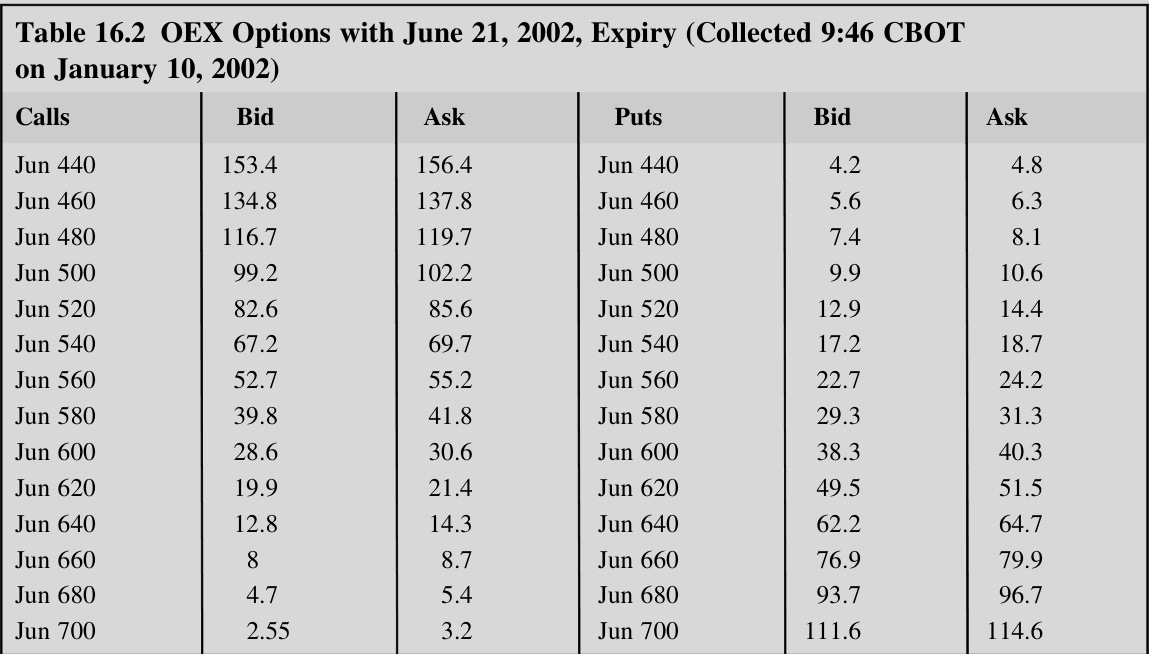 Table 16.2 OEX Options with June 21, 2002, Expiry (Collected 9:46 CBOT
on January 10, 2002)
Calls Bid Ask Puts Bid Ask
Jun 440 153.4 156.4 Jun 440 4.2 4.8
Jun 460 134.8 137.8 Jun 460 5.6 6.3
Jun 480 116.7 119.7 Jun 480 7.4 8.1
Jun 500 99.2 102.2 Jun 500 9.9 10.6
Jun 520 82.6 85.6 Jun 520 12.9 14.4
Jun 540 67.2 69.7 Jun 540 17.2 18.7
Jun 560 52.7 55.2 Jun 560 22.7 24.2
Jun 580 39.8 41.8 Jun 580 29.3 31.3
Jun 600 28.6 30.6 Jun 600 38.3 40.3
Jun 620 19.9 21.4 Jun 620 49.5 51.5
Jun 640 12.8 14.3 Jun 640 62.2 64.7
Jun 660 8 8.7 Jun 660 76.9 79.9
Jun 680 4.7 5.4 Jun 680 93.7 96.7
Jun 700 2.55 3.2 Jun 700 111.6 114.6